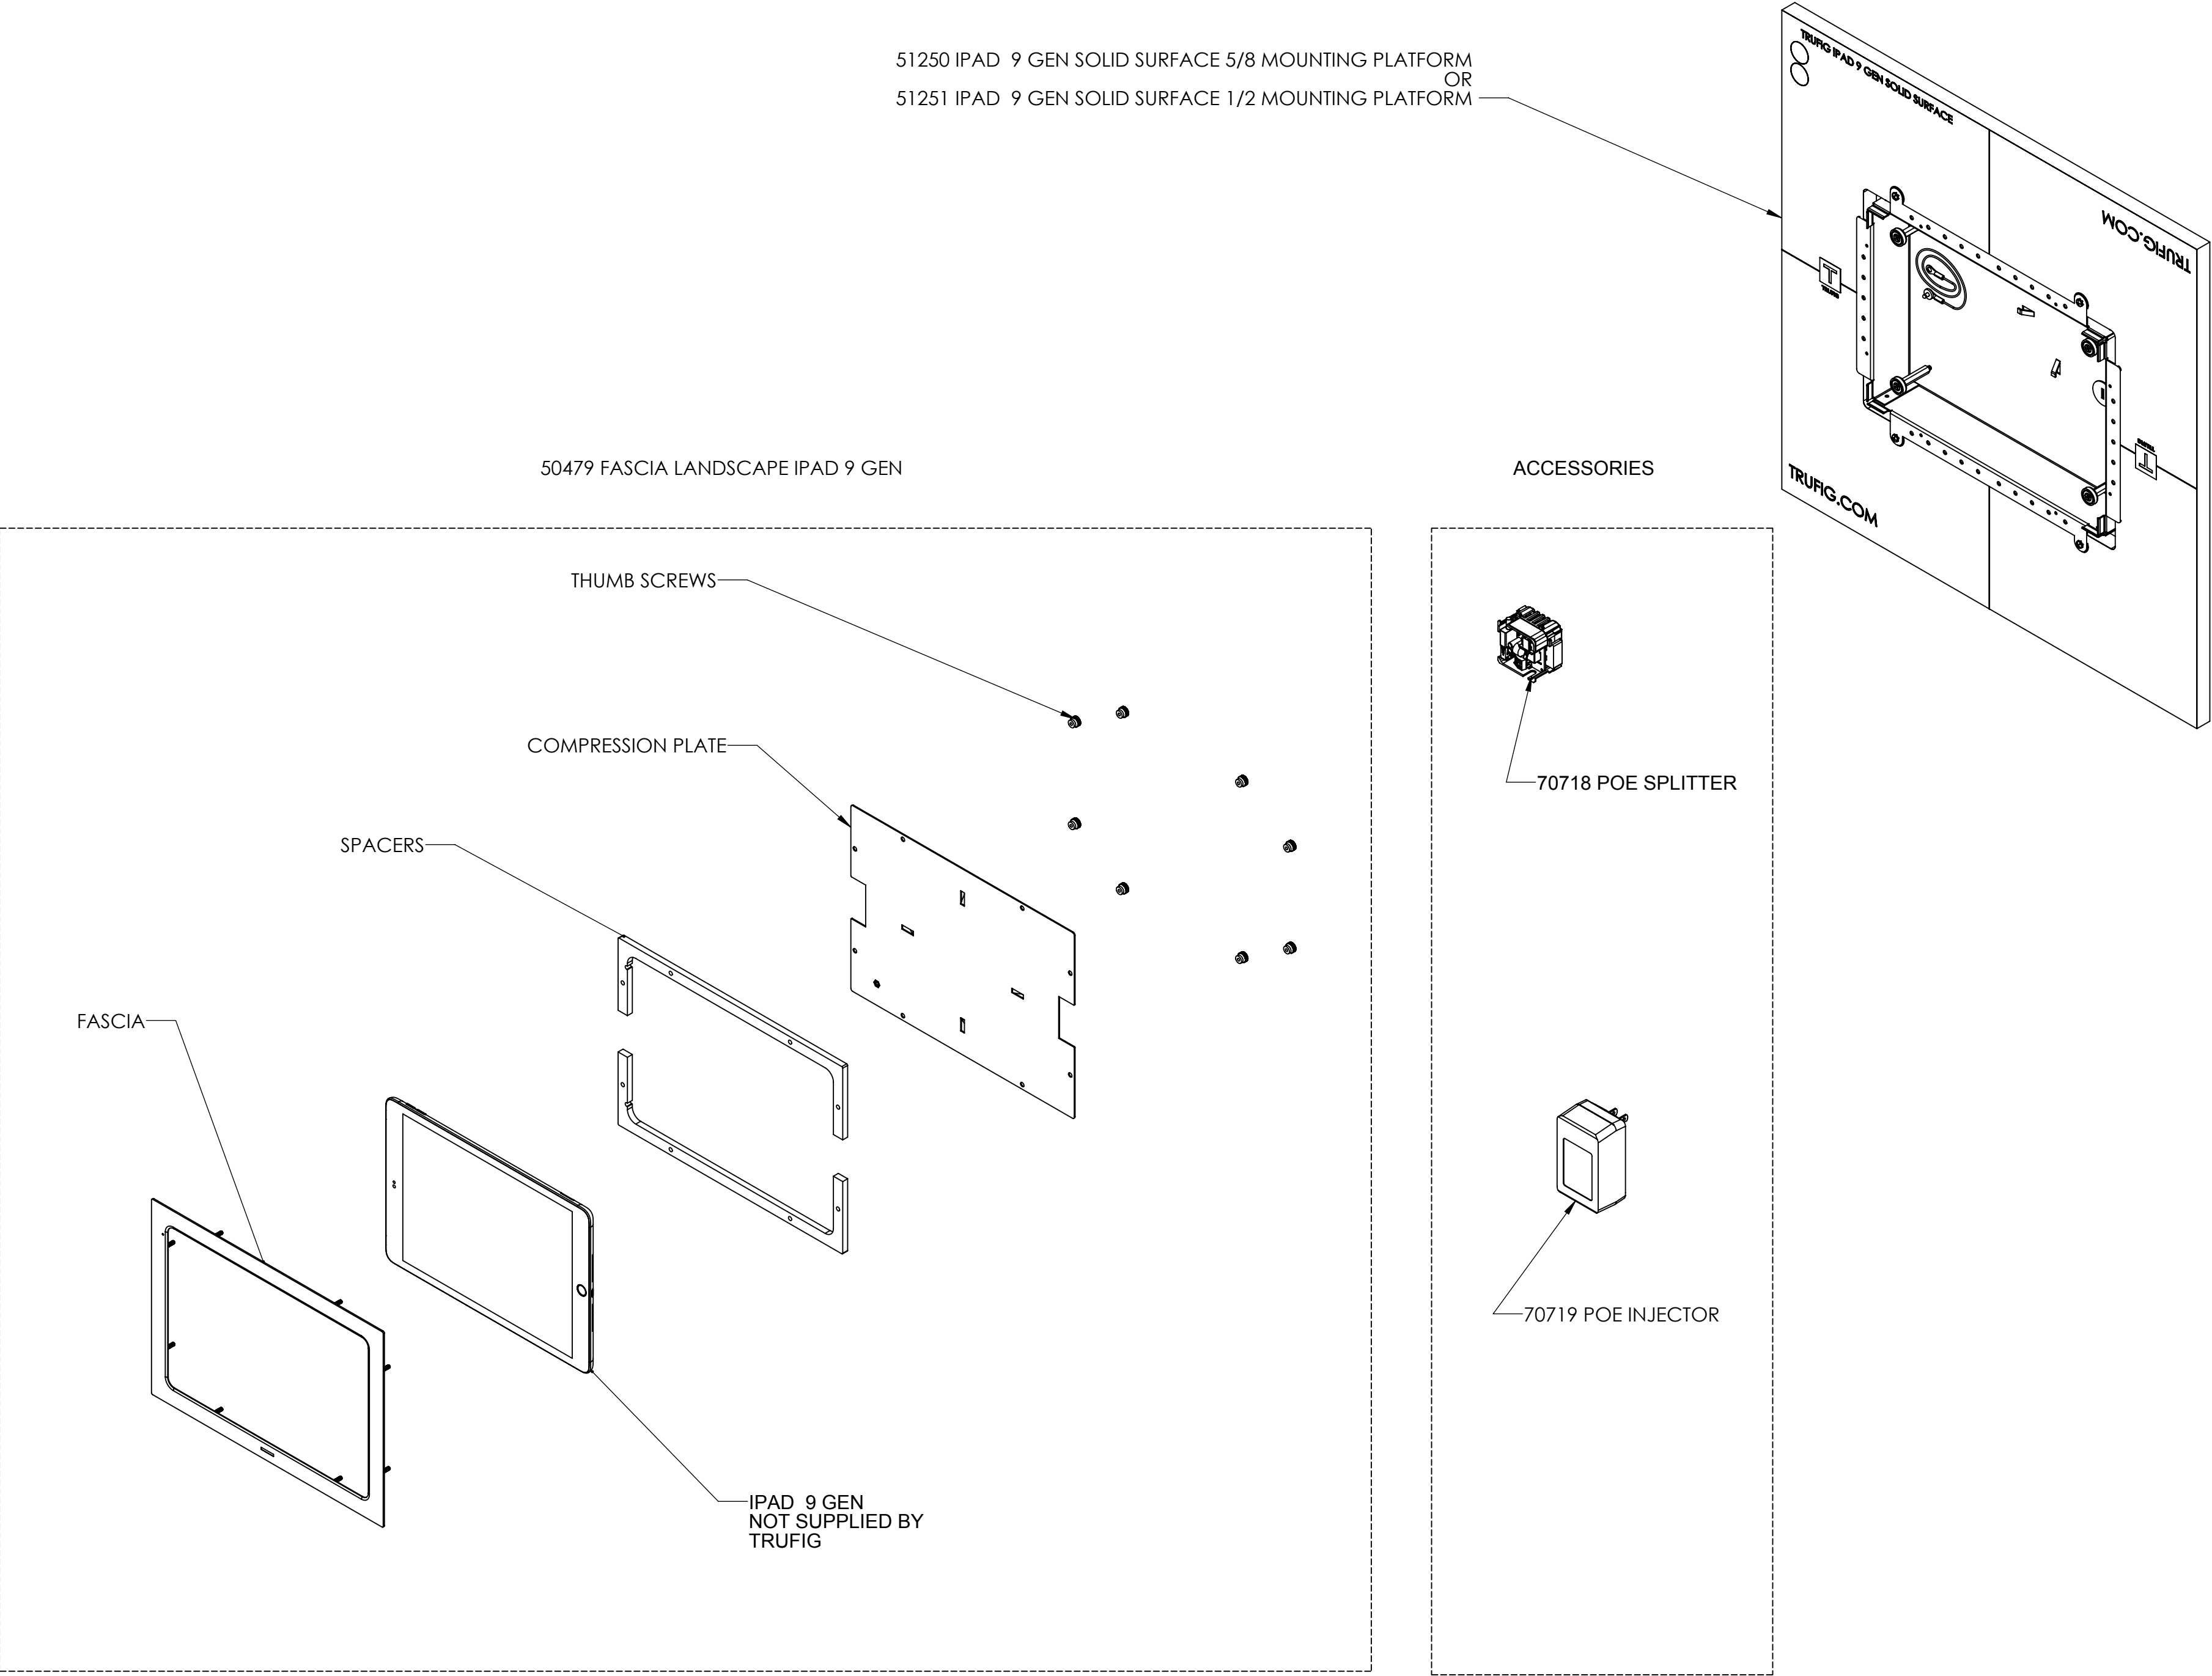 51250 IPAD  9 GEN SOLID SURFACE 5/8 MOUNTING PLATFORM
OR
51251 IPAD  9 GEN SOLID SURFACE 1/2 MOUNTING PLATFORM
TRUFIG IPAD 9 GEN SOLID SURFACE
TRUFIG.COM
T
TRUFIG
TRUFIG
T
TRUFIG.COM
50479 FASCIA LANDSCAPE IPAD 9 GEN
ACCESSORIES
THUMB SCREWS
COMPRESSION PLATE
SPACERS
FASCIA
IPAD  9 GEN
NOT SUPPLIED BY
TRUFIG
70718 POE SPLITTER
70719 POE INJECTOR